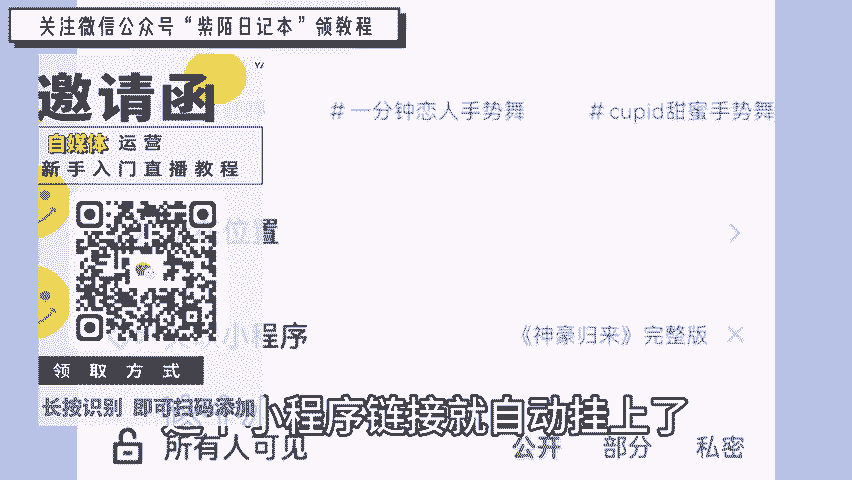 关注微信公众号“紫陌日记本”领教程
邀请函
# 一分钟恋人手势舞
# cupid甜蜜手势舞
自媒体 运营
新手入门直播教程
位置
小程序
《神豪归来》完整版
领取方式
长按识别 即可扫码添加
这个小程序链接就自动挂上了
所有人可见
公开
部分
私密